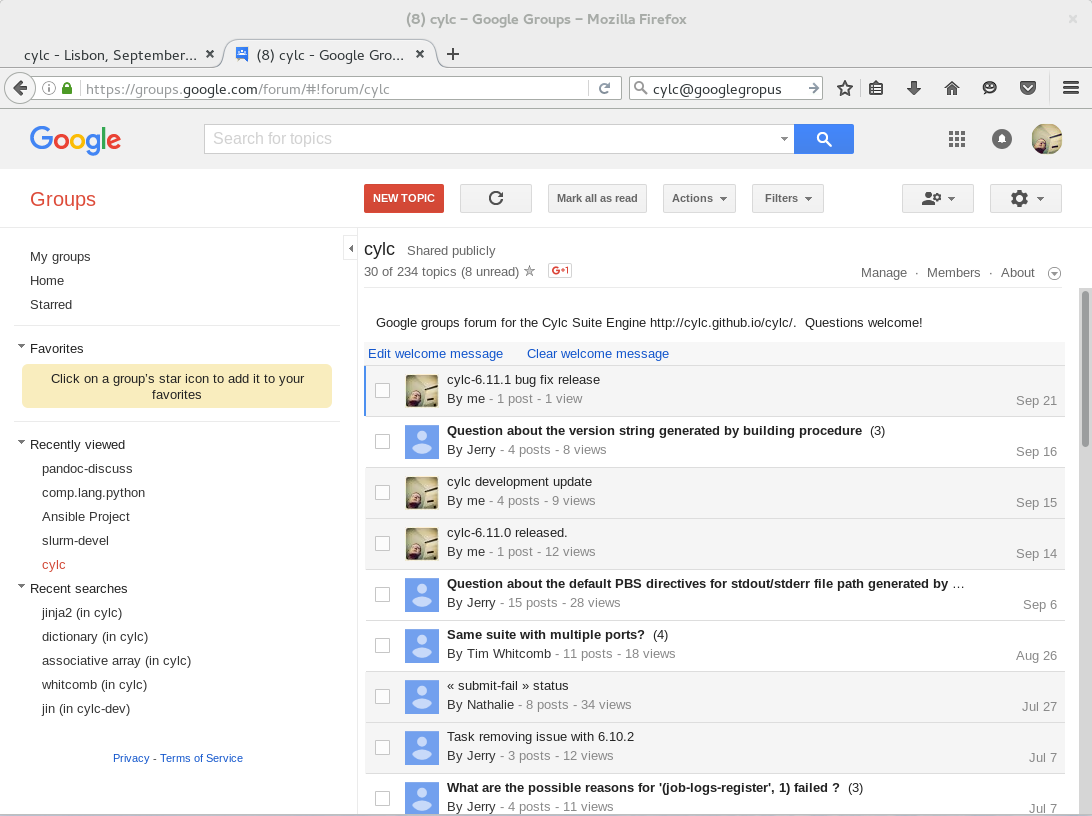 (8) cylc – Google Groups – Mozilla Firefox
cylc - Lisbon, September... × (8) cylc - Google Gro... × +
https://groups.google.com/forum/#!forum/cylc
cylc@googlegropus
Google
Search for topics
Groups
NEW TOPIC
Mark all as read
Actions
Filters
My groups
Home
Starred
Favorites
Click on a group's star icon to add it to your
favorites
Recently viewed
pandoc-discuss
comp.lang.python
Ansible Project
slurm-devel
cylc
Recent searches
jinja2 (in cylc)
dictionary (in cylc)
associative array (in cylc)
whitcomb (in cylc)
jin (in cylc-dev)
Privacy - Terms of Service
cylc Shared publicly
30 of 234 topics (8 unread) G+1
Manage · Members · About
Google groups forum for the Cylc Suite Engine http://cylc.github.io/cylc/. Questions welcome!
Edit welcome message Clear welcome message
cylc-6.11.1 bug fix release
By me - 1 post - 1 view
Sep 21
Question about the version string generated by building procedure (3)
By Jerry - 4 posts - 8 views
Sep 16
cylc development update
By me - 4 posts - 9 views
Sep 15
cylc-6.11.0 released.
By me - 1 post - 12 views
Sep 14
Question about the default PBS directives for stdout/stderr file path generated by …
By Jerry - 15 posts - 28 views
Sep 6
Same suite with multiple ports? (4)
By Tim Whitcomb - 11 posts - 18 views
Aug 26
« submit-fail » status
By Nathalie - 8 posts - 34 views
Jul 27
Task removing issue with 6.10.2
By Jerry - 3 posts - 12 views
Jul 7
What are the possible reasons for '(job-logs-register', 1) failed ? (3)
By Jerry - 4 posts - 11 views
Jul 7